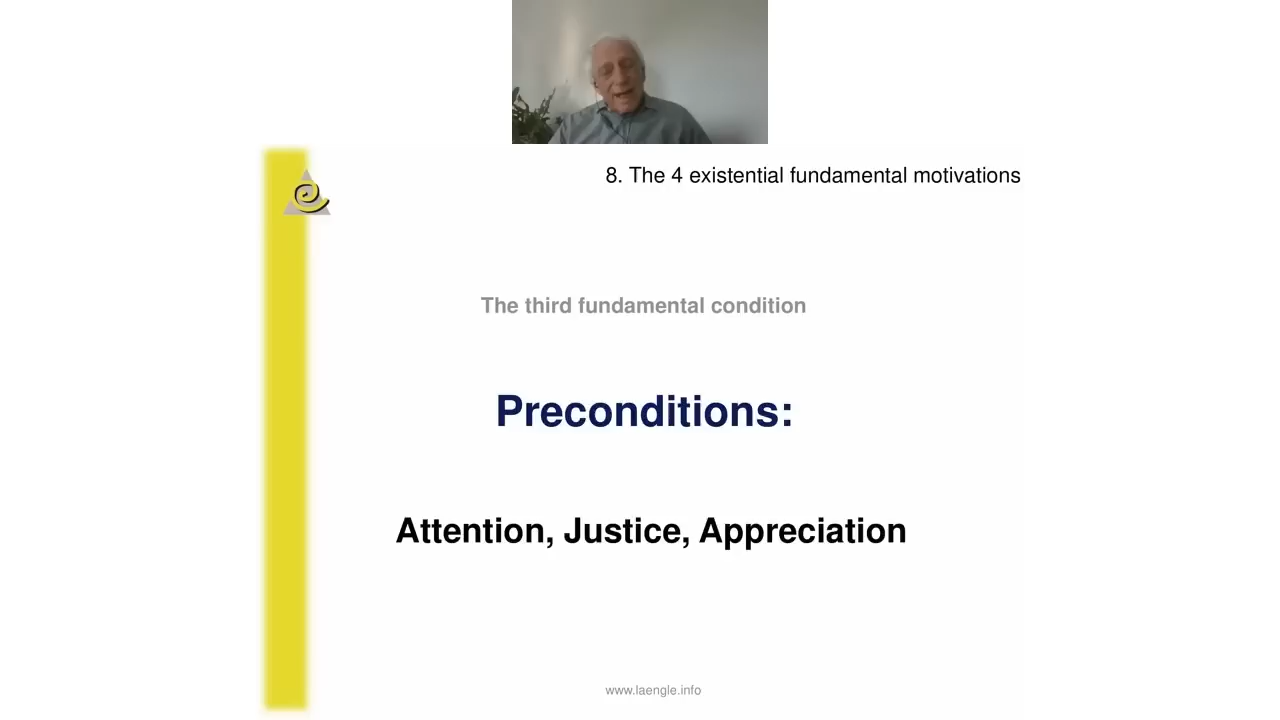 8. The 4 existential fundamental motivations
The third fundamental condition
Preconditions:
Attention, Justice, Appreciation
www.laengle.info